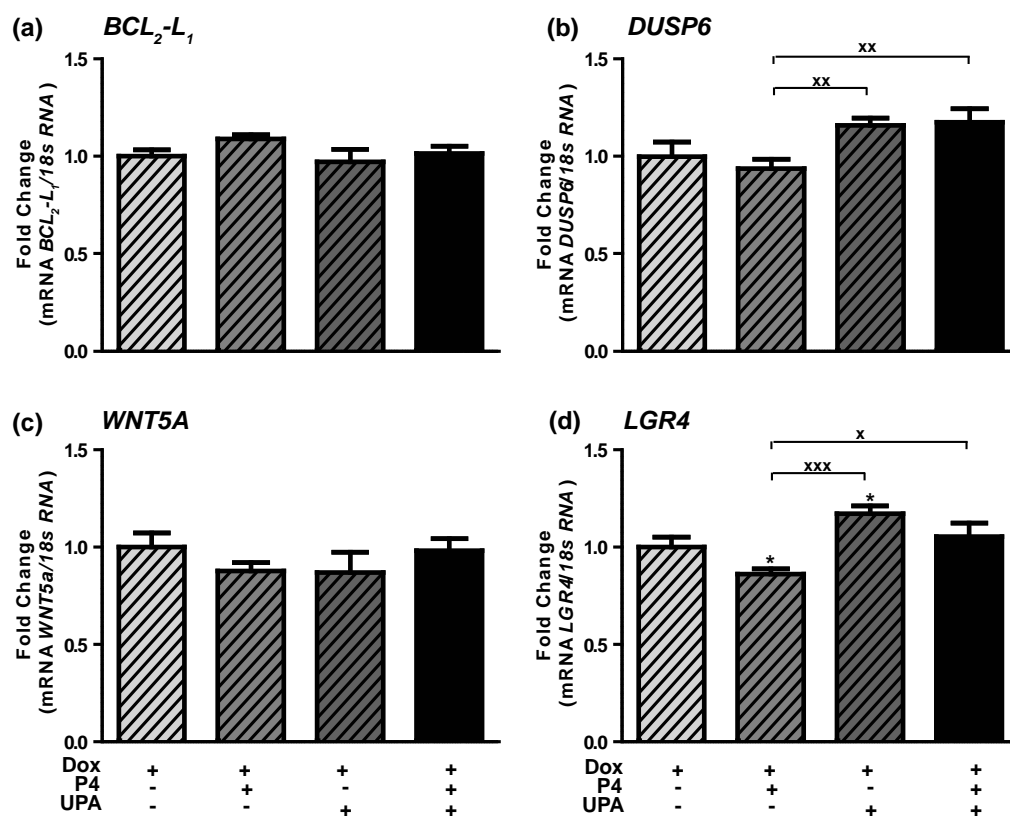 (a) BCL2-L1
1.5
1.0
0.5
0.0
Fold Change
(mRNA BCL2-L1/18s RNA)
(b) DUSP6
xx
xx
1.5
1.0
0.5
0.0
Fold Change
(mRNA DUSP6/18s RNA)
(c) WNT5A
1.5
1.0
0.5
0.0
Fold Change
(mRNA WNT5a/18s RNA)
(d) LGR4
x
xxx
* *
1.5
1.0
0.5
0.0
Fold Change
(mRNA LGR4/18s RNA)
Dox + + + + + + + +
P4 - + - + - + - +
UPA - - + + - - + +